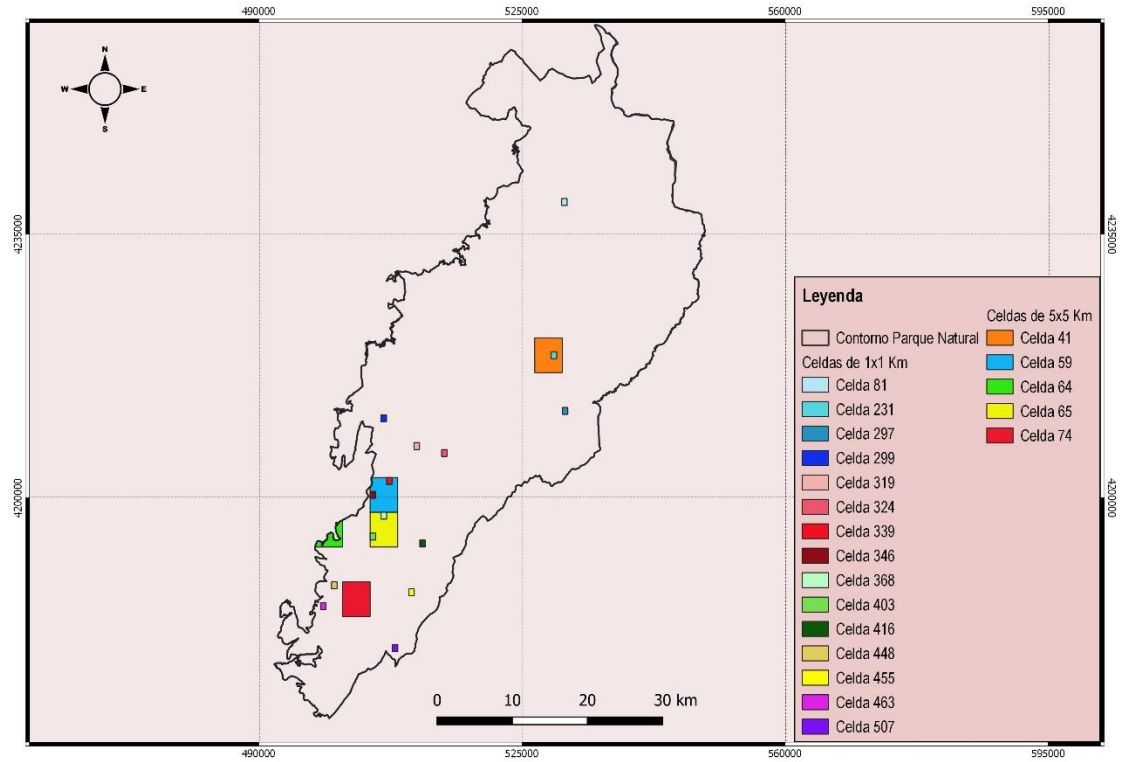 490000 525000 560000 595000
N
W E
S
4235000 4235000
Leyenda
Contorno Parque Natural
Celdas de 1x1 Km
Celda 81
Celda 231
Celda 297
Celda 299
Celda 319
Celda 324
Celda 339
Celda 346
Celda 368
Celda 403
Celda 416
Celda 448
Celda 455
Celda 463
Celda 507
Celdas de 5x5 Km
Celda 41
Celda 59
Celda 64
Celda 65
Celda 74
4200000 4200000
0 10 20 30 km
490000 525000 560000 595000